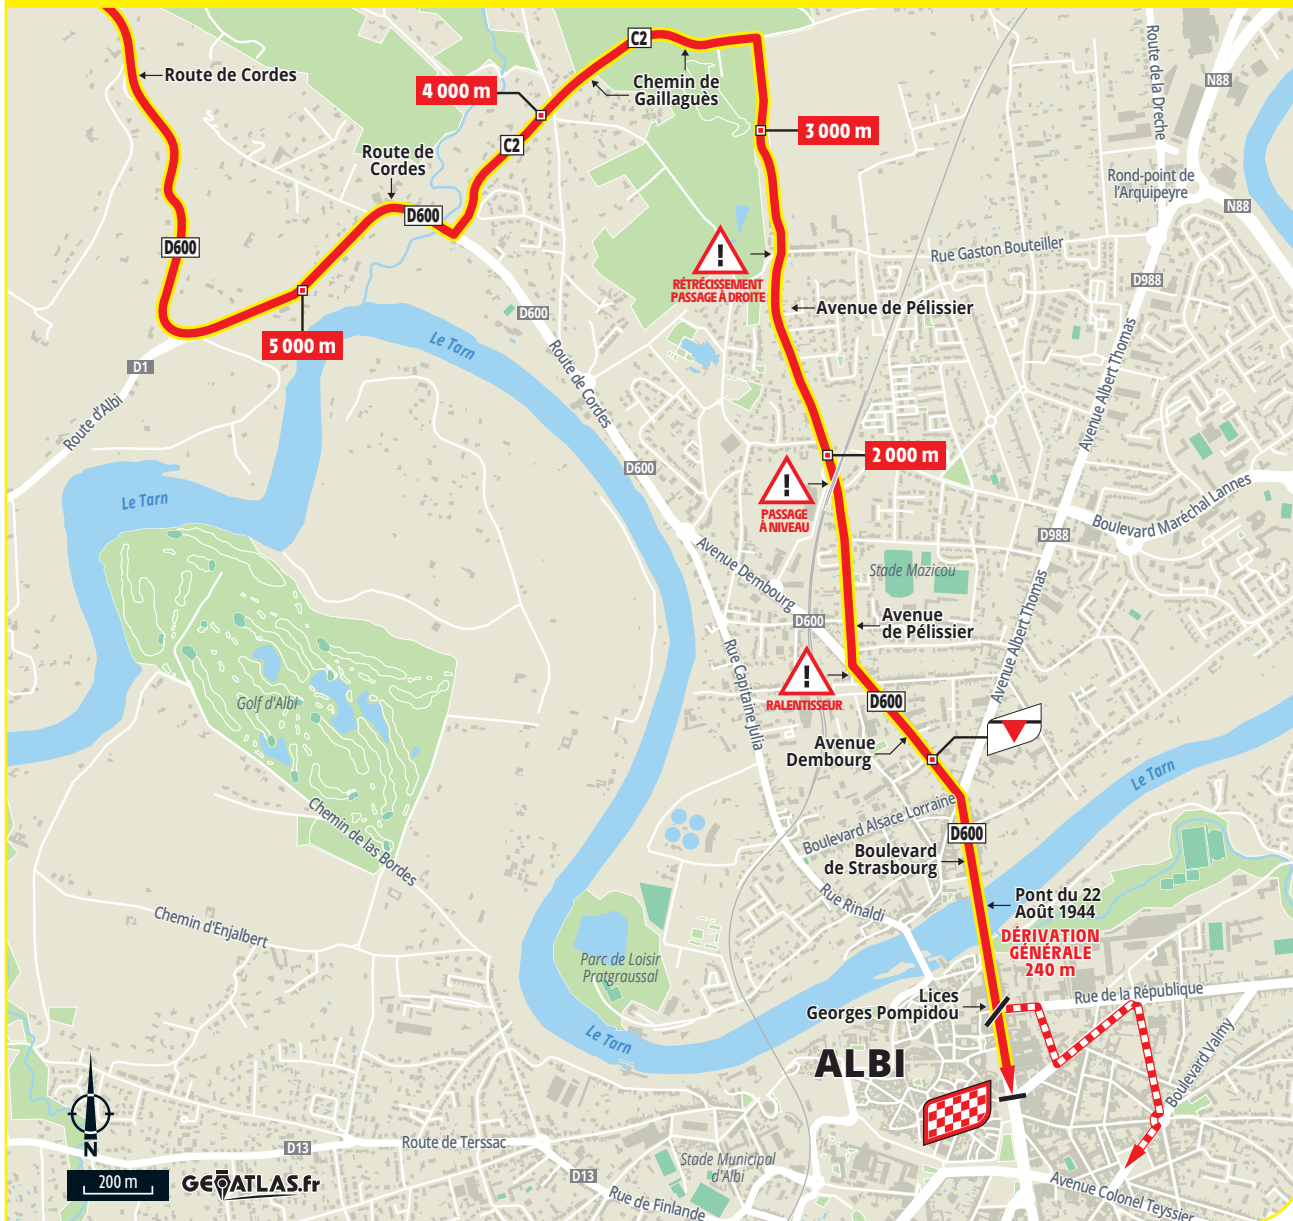 Route de Cordes
4 000 m
C2
Chemin de
Gaillaguès
3 000 m
Route de la Drèche
N88
C2
Route de
Cordes
Rond-point de
l'Arquipeyre
N88
D600
D600
Rue Gaston Bouteiller
RÉTRÉCISSEMENT
PASSAGE À DROITE
D988
Avenue de Pélissier
D600
5 000 m
Le Tarn
D1
Route de Cordes
Avenue Albert Thomas
Route d'Albi
2 000 m
D600
Le Tarn
PASSAGE
À NIVEAU
Boulevard Maréchal Lannes
D988
Avenue Dembourg
Stade Mazicou
D600
Avenue
de Pélissier
Avenue Albert Thomas
Rue Capitaine Julia
RALENTISSEUR
D600
Golf d'Albi
Avenue
Dembourg
Le Tarn
Chemin de las Bordes
Boulevard Alsace Lorraine
D600
Boulevard
de Strasbourg
Rue Rinaldi
Pont du 22
Août 1944
Chemin d'Enjalbert
DÉRIVATION
GÉNÉRALE
240 m
Parc de Loisir
Pratgraussal
Lices
Georges Pompidou
Rue de la République
Le Tarn
ALBI
Boulevard Valmy
N
D13
Route de Terssac
Stade Municipal
d'Albi
D13
200 m
GEOATLAS.fr
Rue de Finlande
Avenue Colonel Teyssier